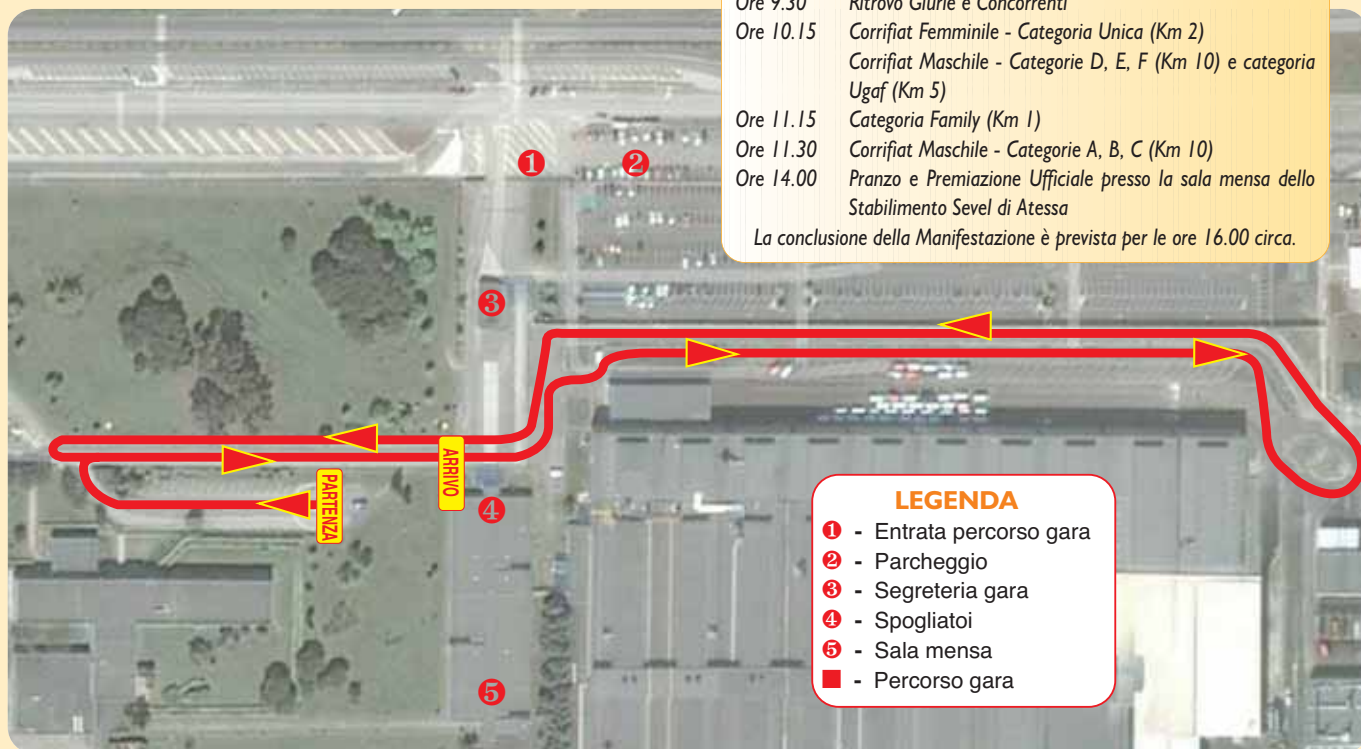 Ore 9.30 Ritrovo Giurie e Concorrenti
Ore 10.15 Corrifiat Femminile - Categoria Unica (Km 2)
Corrifiat Maschile - Categorie D, E, F (Km 10) e categoria
Ugaf (Km 5)
Ore 11.15 Categoria Family (Km 1)
Ore 11.30 Corrifiat Maschile - Categorie A, B, C (Km 10)
Ore 14.00 Pranzo e Premiazione Ufficiale presso la sala mensa dello
Stabilimento Sevel di Atessa
La conclusione della Manifestazione è prevista per le ore 16.00 circa.
1
2
3
ARRIVO
PARTENZA
4
5
LEGENDA
1 - Entrata percorso gara
2 - Parcheggio
3 - Segreteria gara
4 - Spogliatoi
5 - Sala mensa
- Percorso gara